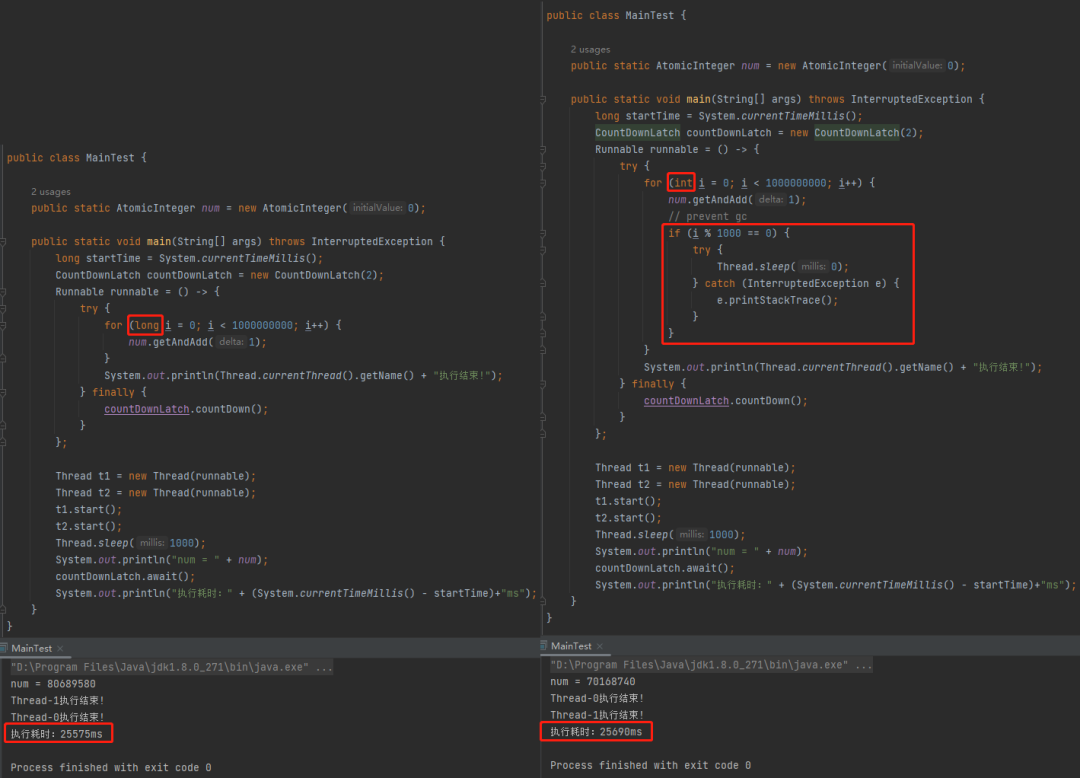 public class MainTest {
2 usages
public static AtomicInteger num = new AtomicInteger( initialValue: 0);
public static void main(String[] args) throws InterruptedException {
long startTime = System.currentTimeMillis();
CountDownLatch countDownLatch = new CountDownLatch(2);
Runnable runnable = () -> {
try {
for (long i = 0; i < 1000000000; i++) {
num.getAndAdd( delta: 1);
}
System.out.println(Thread.currentThread().getName() + "执行结束!");
} finally {
countDownLatch.countDown();
}
};
Thread t1 = new Thread(runnable);
Thread t2 = new Thread(runnable);
t1.start();
t2.start();
Thread.sleep( millis: 1000);
System.out.println("num = " + num);
countDownLatch.await();
System.out.println("执行耗时：" + (System.currentTimeMillis() - startTime)+"ms");
}
}
MainTest ×
"D:\Program Files\Java\jdk1.8.0_271\bin\java.exe" ...
num = 80689580
Thread-1执行结束!
Thread-0执行结束!
执行耗时：25575ms
Process finished with exit code 0
public class MainTest {
2 usages
public static AtomicInteger num = new AtomicInteger( initialValue: 0);
public static void main(String[] args) throws InterruptedException {
long startTime = System.currentTimeMillis();
CountDownLatch countDownLatch = new CountDownLatch(2);
Runnable runnable = () -> {
try {
for (int i = 0; i < 1000000000; i++) {
num.getAndAdd( delta: 1);
// prevent gc
if (i % 1000 == 0) {
try {
Thread.sleep( millis: 0);
} catch (InterruptedException e) {
e.printStackTrace();
}
}
}
System.out.println(Thread.currentThread().getName() + "执行结束!");
} finally {
countDownLatch.countDown();
}
};
Thread t1 = new Thread(runnable);
Thread t2 = new Thread(runnable);
t1.start();
t2.start();
Thread.sleep( millis: 1000);
System.out.println("num = " + num);
countDownLatch.await();
System.out.println("执行耗时：" + (System.currentTimeMillis() - startTime)+"ms");
}
}
MainTest ×
"D:\Program Files\Java\jdk1.8.0_271\bin\java.exe" ...
num = 70168740
Thread-0执行结束!
Thread-1执行结束!
执行耗时：25690ms
Process finished with exit code 0